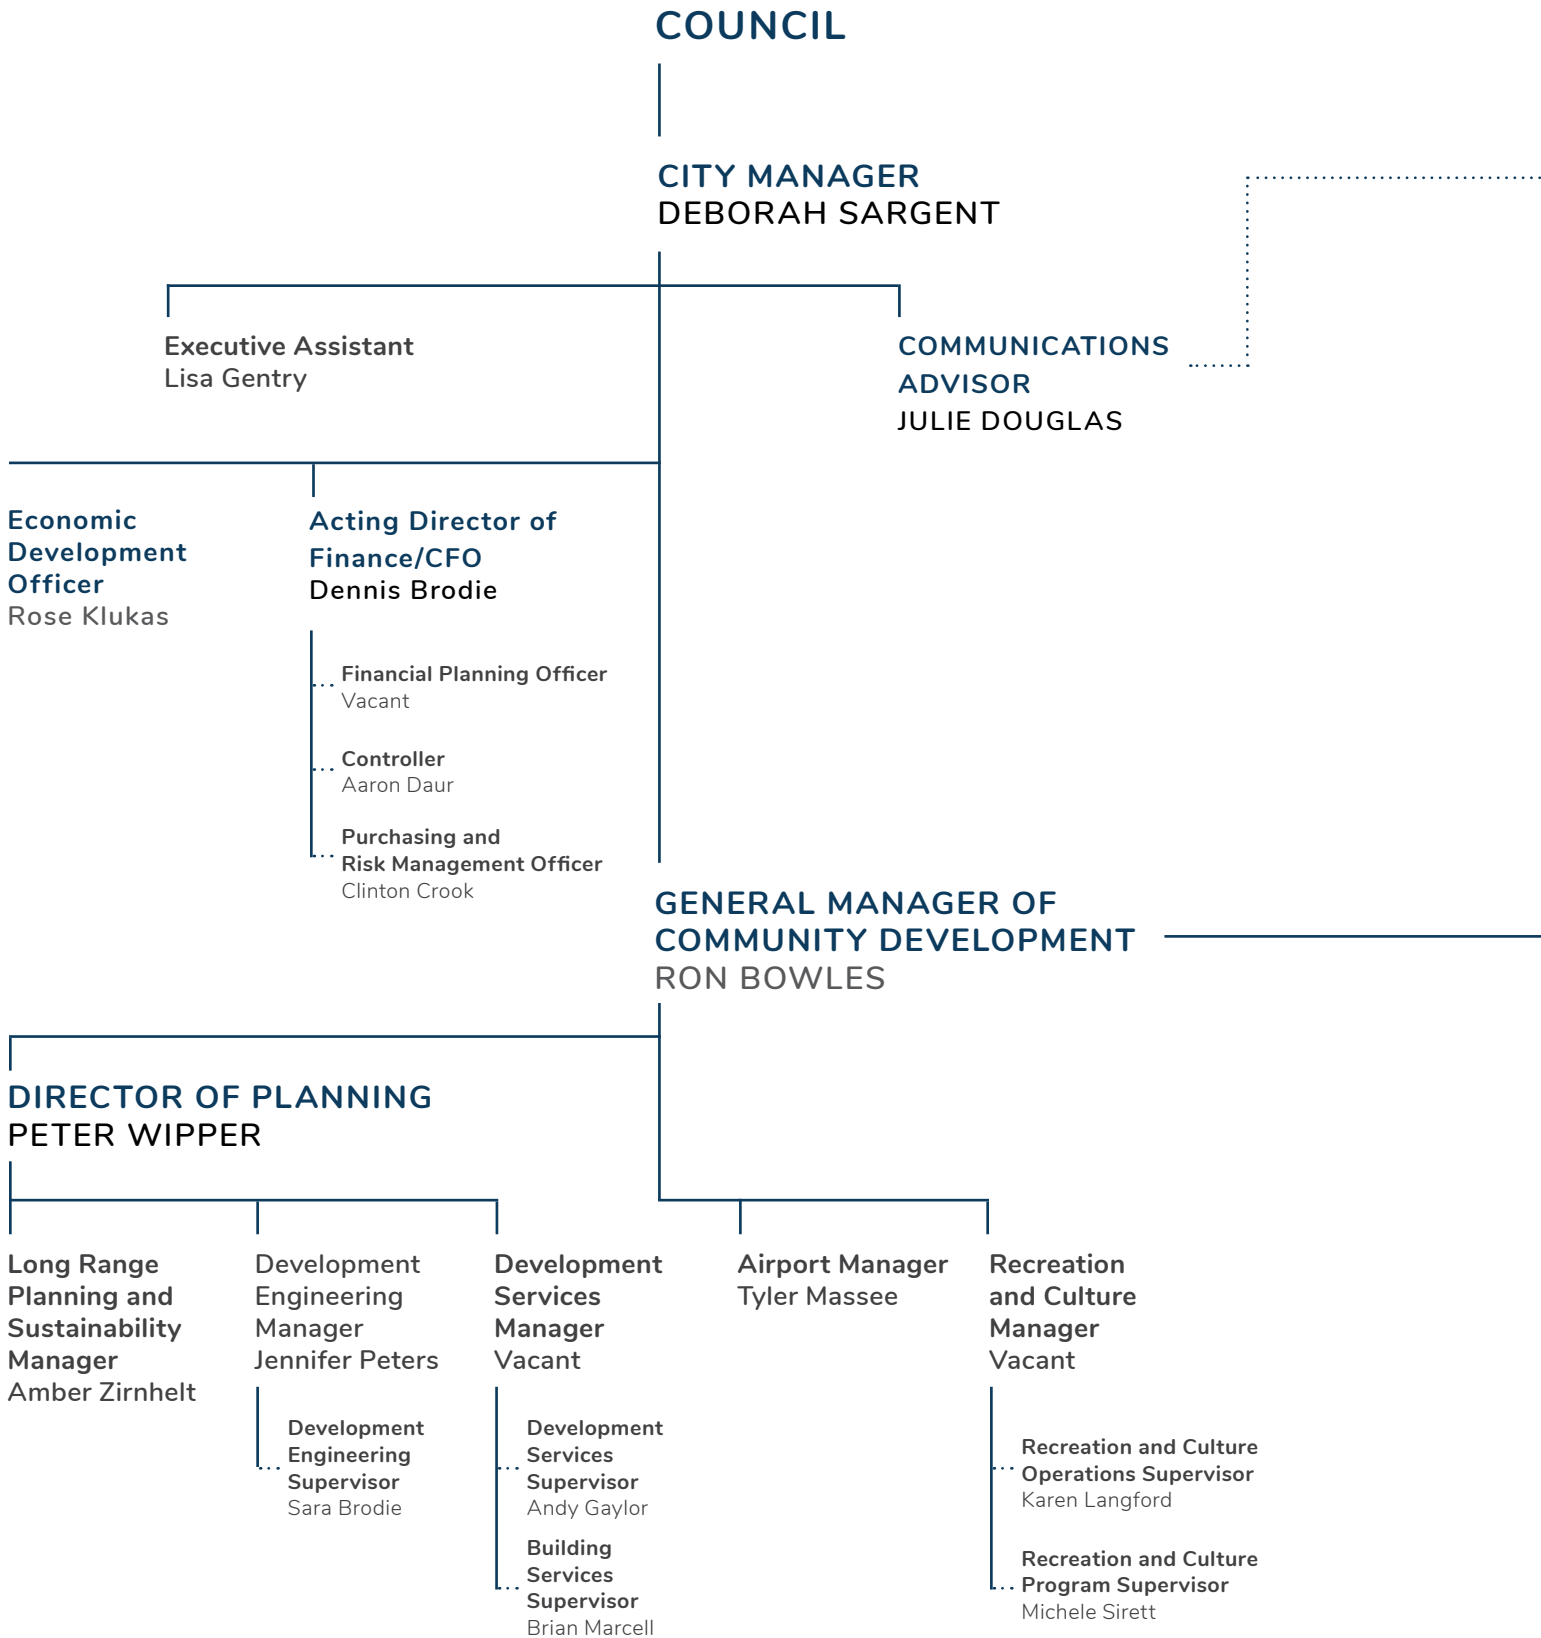 COUNCIL
CITY MANAGER
DEBORAH SARGENT
Executive Assistant
Lisa Gentry
COMMUNICATIONS
ADVISOR
JULIE DOUGLAS
Economic
Development
Officer
Rose Klukas
Acting Director of
Finance/CFO
Dennis Brodie
Financial Planning Officer
Vacant
Controller
Aaron Daur
Purchasing and
Risk Management Officer
Clinton Crook
GENERAL MANAGER OF
COMMUNITY DEVELOPMENT
RON BOWLES
DIRECTOR OF PLANNING
PETER WIPPER
Long Range
Planning and
Sustainability
Manager
Amber Zirnhelt
Development
Engineering
Manager
Jennifer Peters
Development
Engineering
Supervisor
Sara Brodie
Development
Services
Manager
Vacant
Development
Services
Supervisor
Andy Gaylor
Building
Services
Supervisor
Brian Marcell
Airport Manager
Tyler Massee
Recreation
and Culture
Manager
Vacant
Recreation and Culture
Operations Supervisor
Karen Langford
Recreation and Culture
Program Supervisor
Michele Sirett